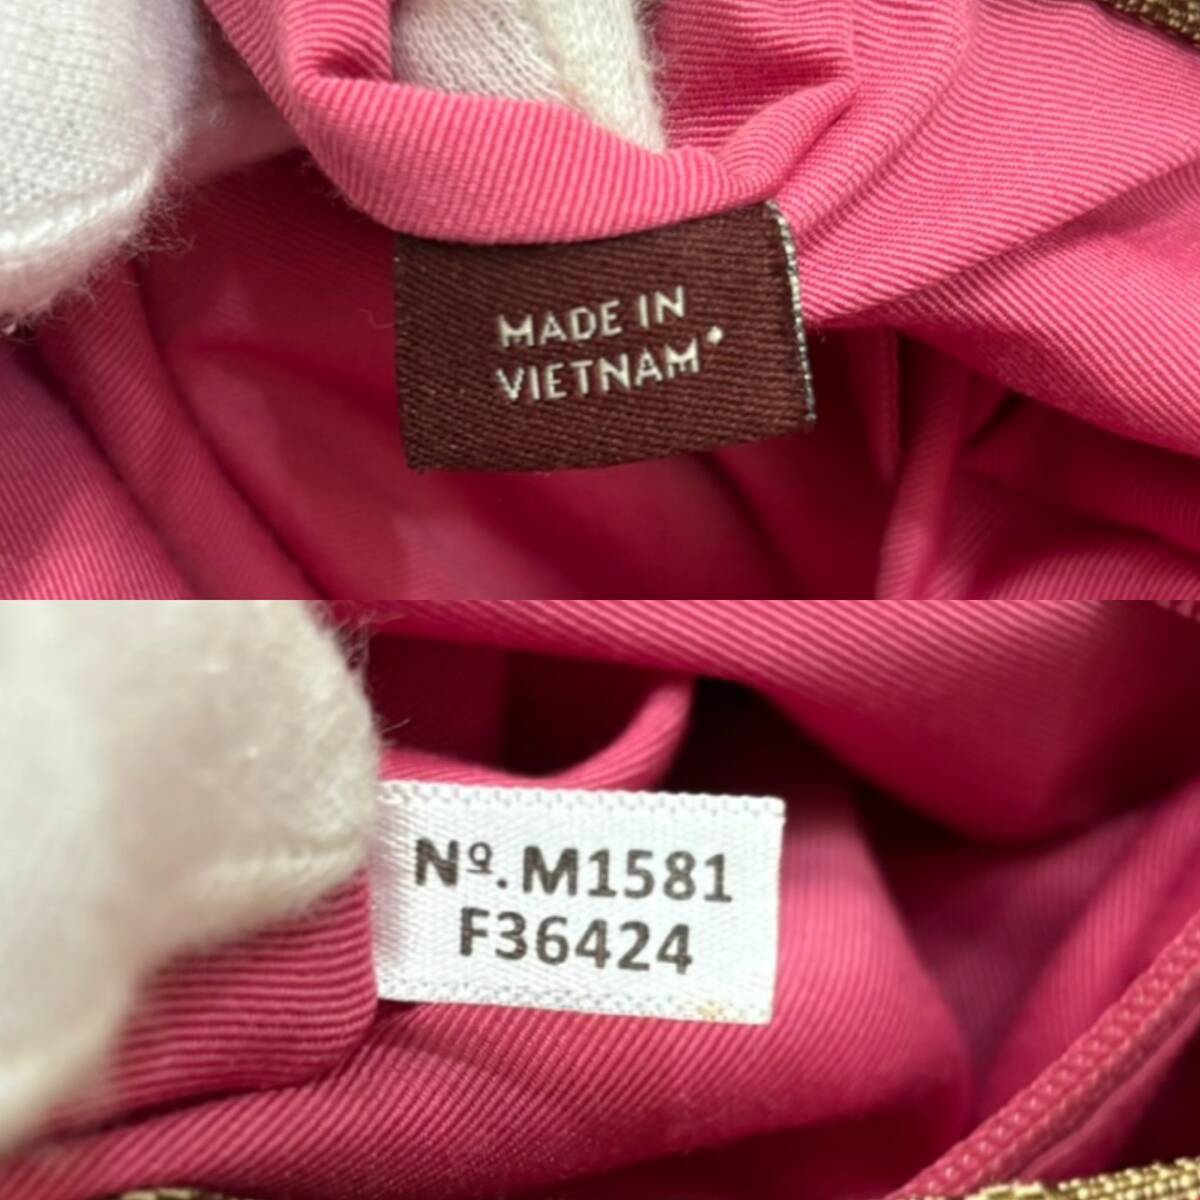 MADE IN
VIETNAM
Nº. M1581
F36424